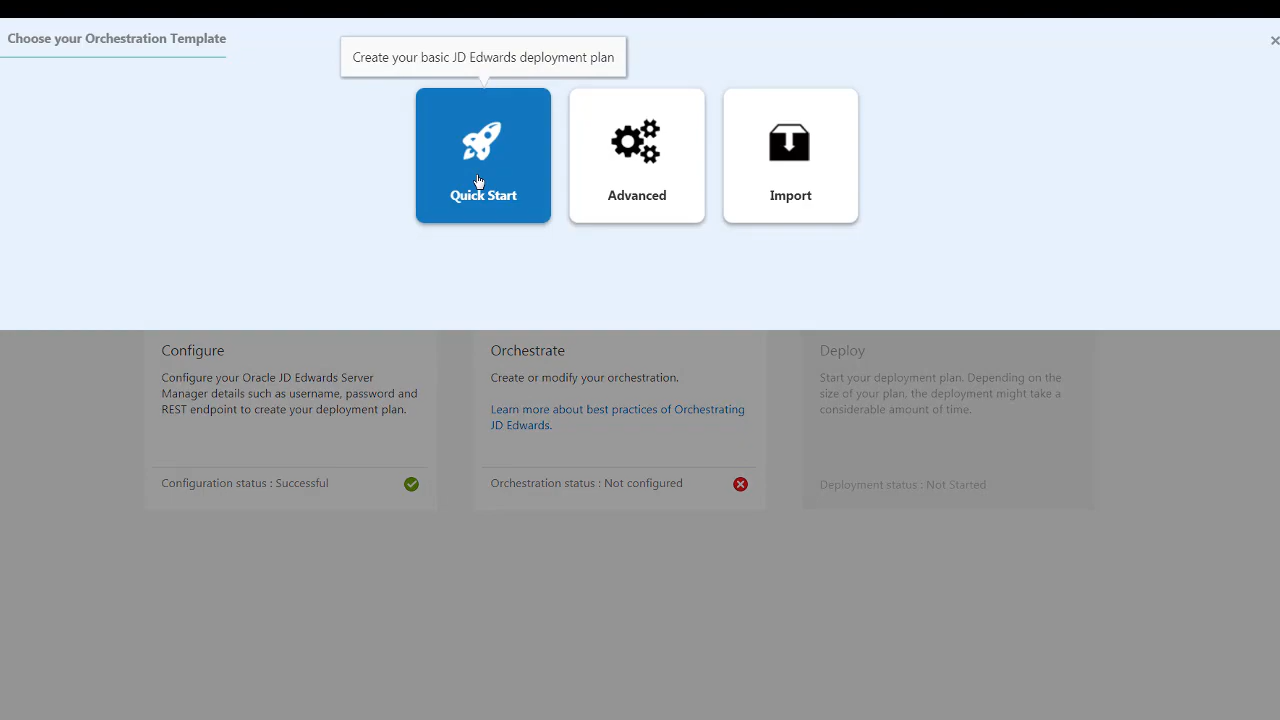 Choose your Orchestration Template
Create your basic JD Edwards deployment plan
Quick Start
Advanced
Import
Configure
Configure your Oracle JD Edwards Server
Manager details such as username, password and
REST endpoint to create your deployment plan.
Configuration status : Successful
Orchestrate
Create or modify your orchestration.
Learn more about best practices of Orchestrating
JD Edwards.
Orchestration status : Not configured
Deploy
Start your deployment plan. Depending on the
size of your plan, the deployment might take a
considerable amount of time.
Deployment status : Not Started